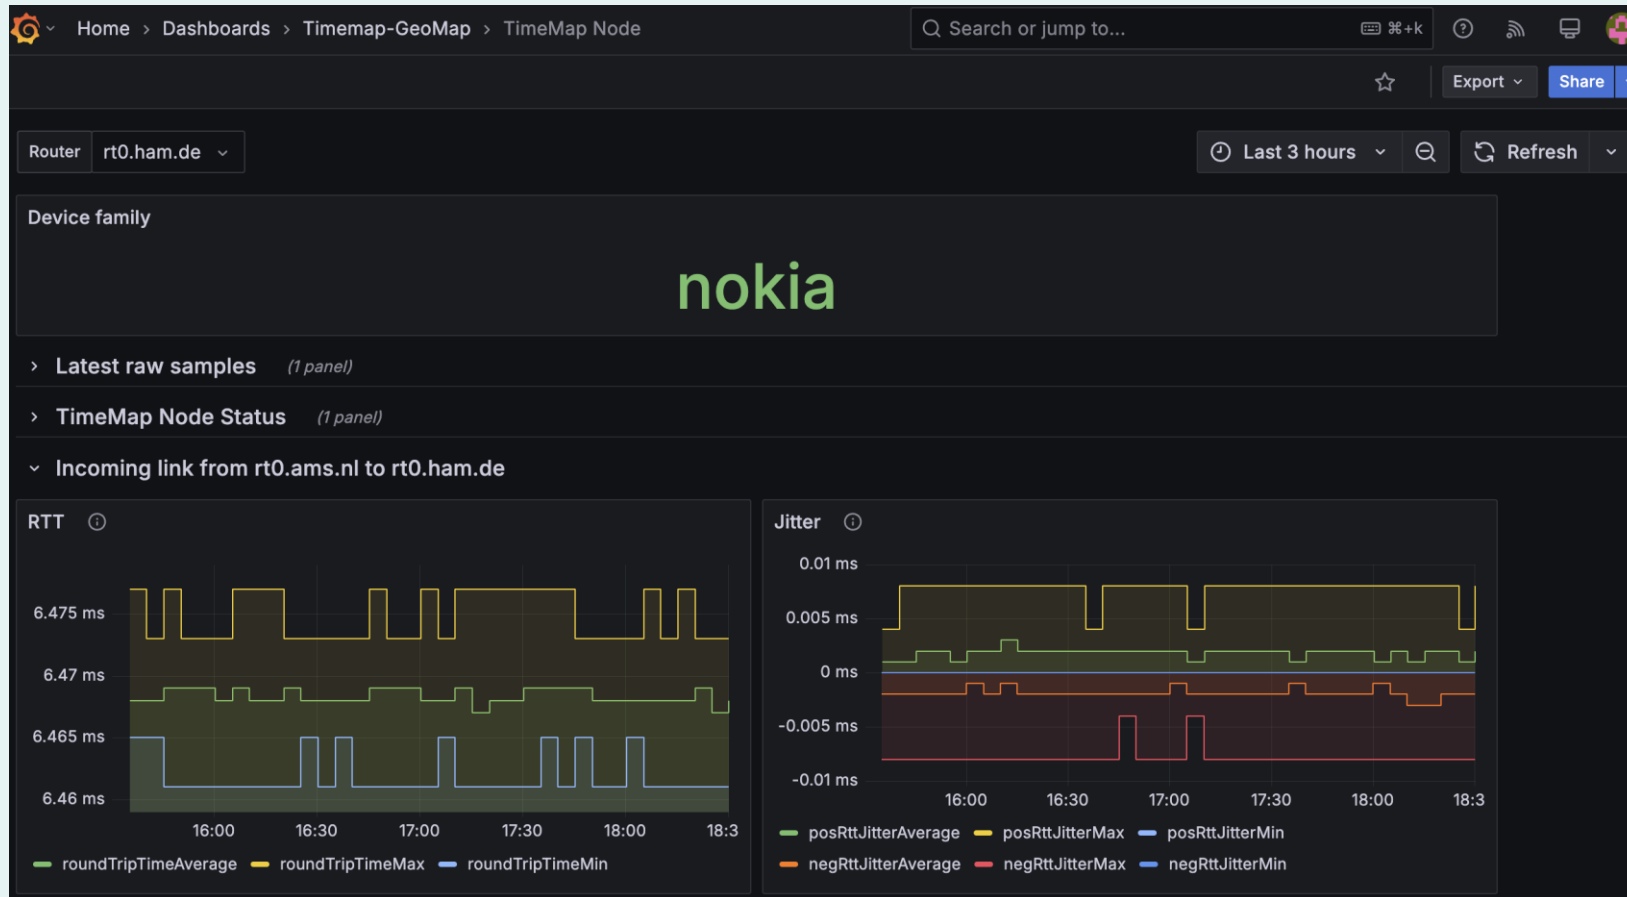 Home › Dashboards › Timemap-GeoMap › TimeMap Node
Search or jump to... ⌘+k
Export
Share
Router rt0.ham.de
Last 3 hours
Refresh
Device family
nokia
Latest raw samples (1 panel)
TimeMap Node Status (1 panel)
Incoming link from rt0.ams.nl to rt0.ham.de
RTT
6.475 ms
6.47 ms
6.465 ms
6.46 ms
16:00 16:30 17:00 17:30 18:00 18:3
roundTripTimeAverage roundTripTimeMax roundTripTimeMin
Jitter
0.01 ms
0.005 ms
0 ms
-0.005 ms
-0.01 ms
16:00 16:30 17:00 17:30 18:00 18:3
posRttJitterAverage posRttJitterMax posRttJitterMin
negRttJitterAverage negRttJitterMax negRttJitterMin